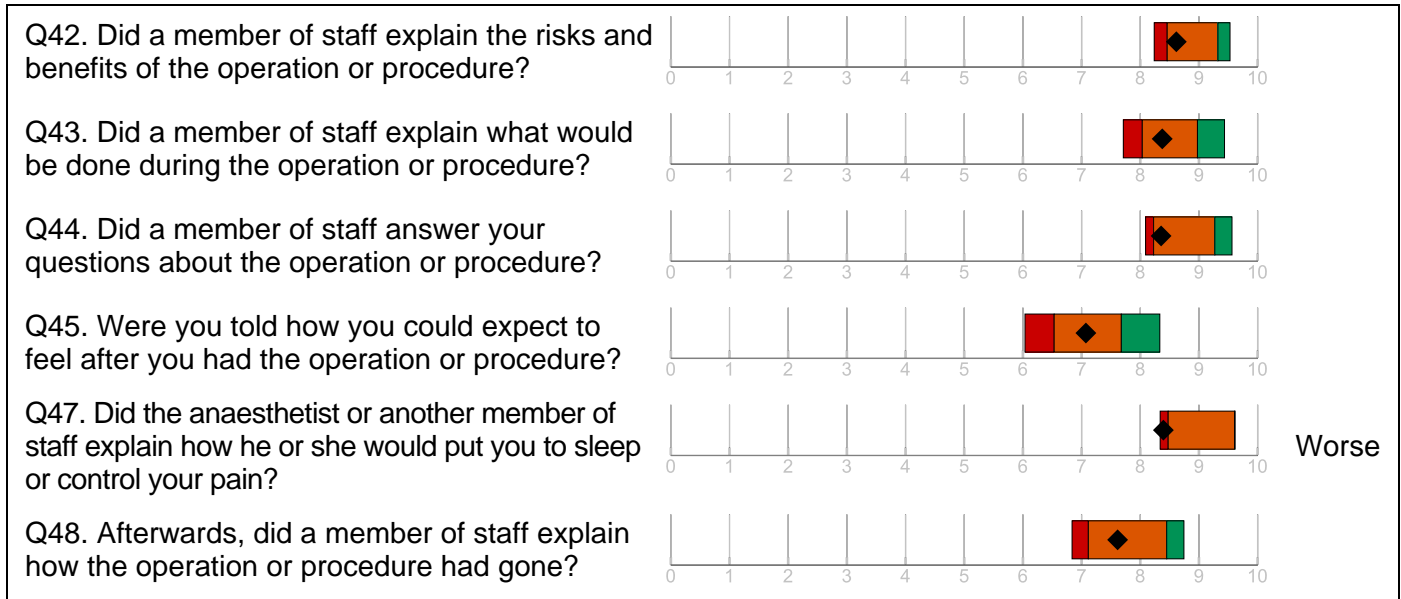 Q42. Did a member of staff explain the risks and
benefits of the operation or procedure?
0 1 2 3 4 5 6 7 8 9 10
Q43. Did a member of staff explain what would
be done during the operation or procedure?
0 1 2 3 4 5 6 7 8 9 10
Q44. Did a member of staff answer your
questions about the operation or procedure?
0 1 2 3 4 5 6 7 8 9 10
Q45. Were you told how you could expect to
feel after you had the operation or procedure?
0 1 2 3 4 5 6 7 8 9 10
Q47. Did the anaesthetist or another member of
staff explain how he or she would put you to sleep
or control your pain?
0 1 2 3 4 5 6 7 8 9 10
Worse
Q48. Afterwards, did a member of staff explain
how the operation or procedure had gone?
0 1 2 3 4 5 6 7 8 9 10